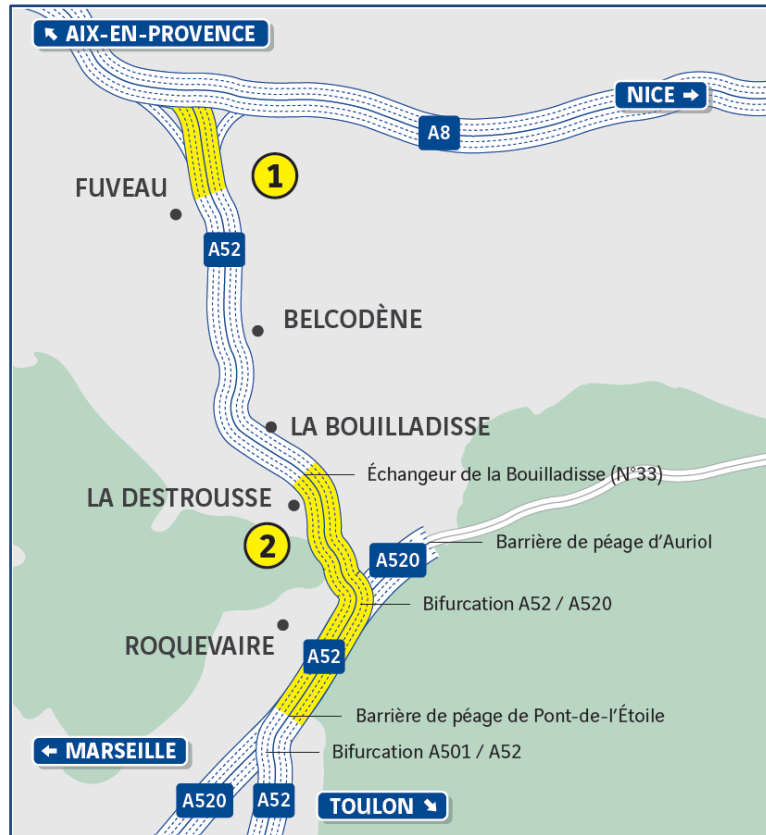 AIX-EN-PROVENCE
NICE
A8
1
FUVEAU
A52
BELCODÈNE
LA BOUILLADISSE
Échangeur de la Bouilladisse (N°33)
LA DESTROUSSE
2
Barrière de péage d'Auriol
A520
Bifurcation A52 / A520
ROQUEVAIRE
A52
Barrière de péage de Pont-de-l'Étoile
MARSEILLE
Bifurcation A501 / A52
A520
A52
TOULON